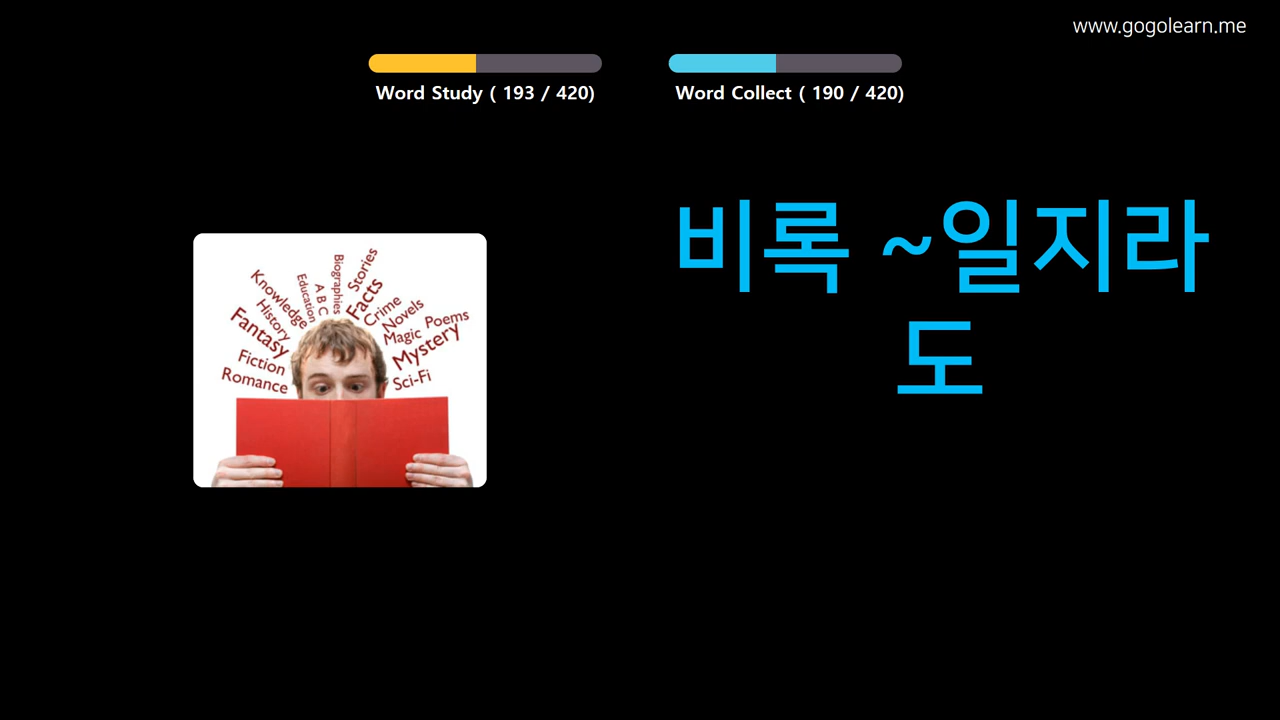 www.gogolearn.me
Word Study ( 193 / 420)
Word Collect ( 190 / 420)
비록 ~일지라
도
Stories
Biographies
Facts
A B C
Education
Knowledge
Crime
History
Novels
Fantasy
Magic
Poems
Mystery
Fiction
Romance
Sci-Fi